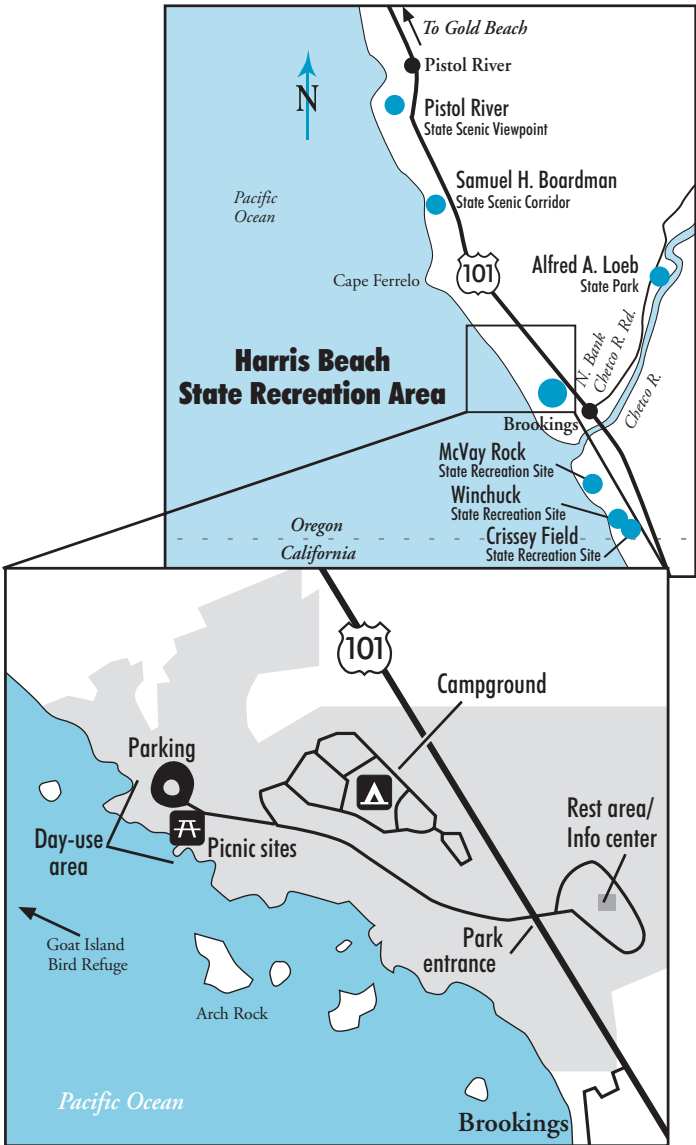 To Gold Beach
Pistol River
N
Pistol River
State Scenic Viewpoint
Samuel H. Boardman
State Scenic Corridor
Pacific
Ocean
Alfred A. Loeb
State Park
101
Cape Ferrelo
N. Bank
Chetco R. Rd.
Chetco R.
Harris Beach
State Recreation Area
Brookings
McVay Rock
State Recreation Site
Winchuck
State Recreation Site
Crissey Field
State Recreation Site
Oregon
California
101
Campground
Parking
Rest area/
Info center
Day-use
area
Picnic sites
Park
entrance
Goat Island
Bird Refuge
Arch Rock
Pacific Ocean
Brookings